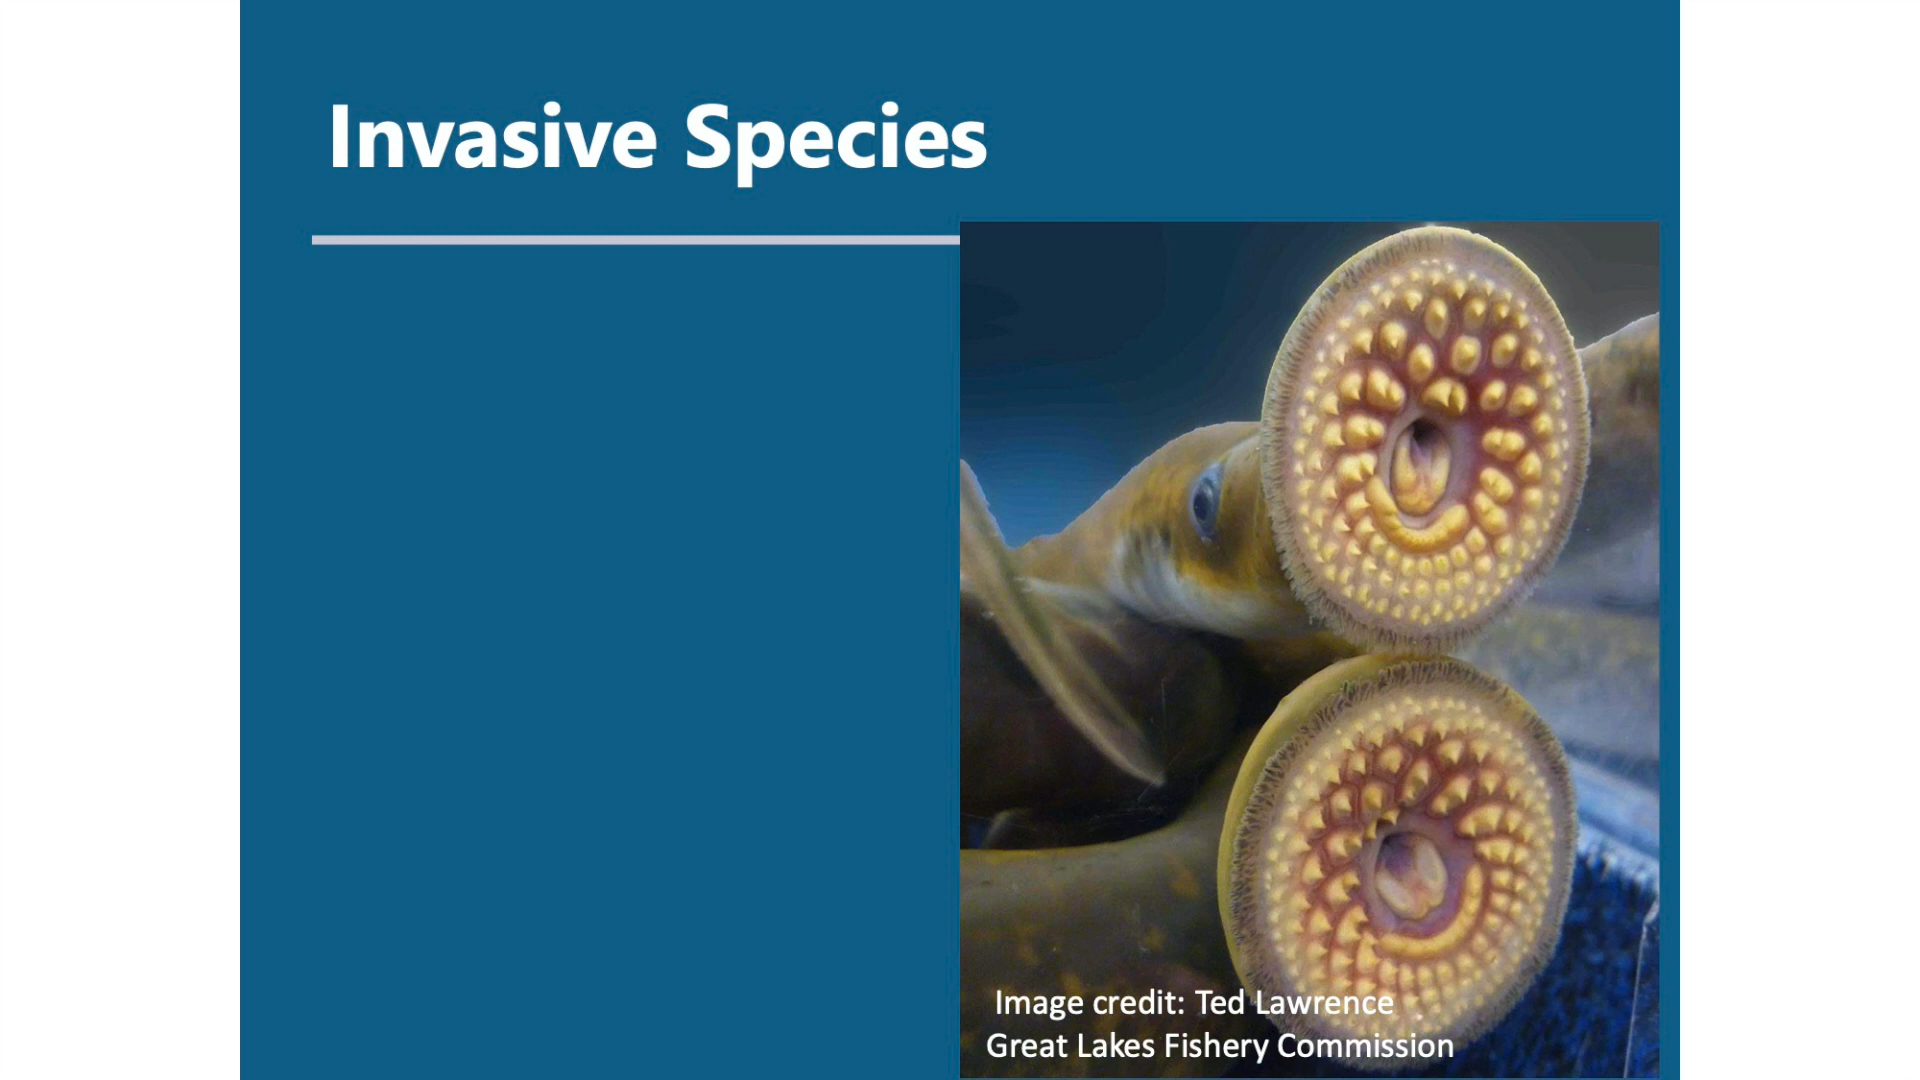 Invasive Species
Image credit: Ted Lawrence
Great Lakes Fishery Commission